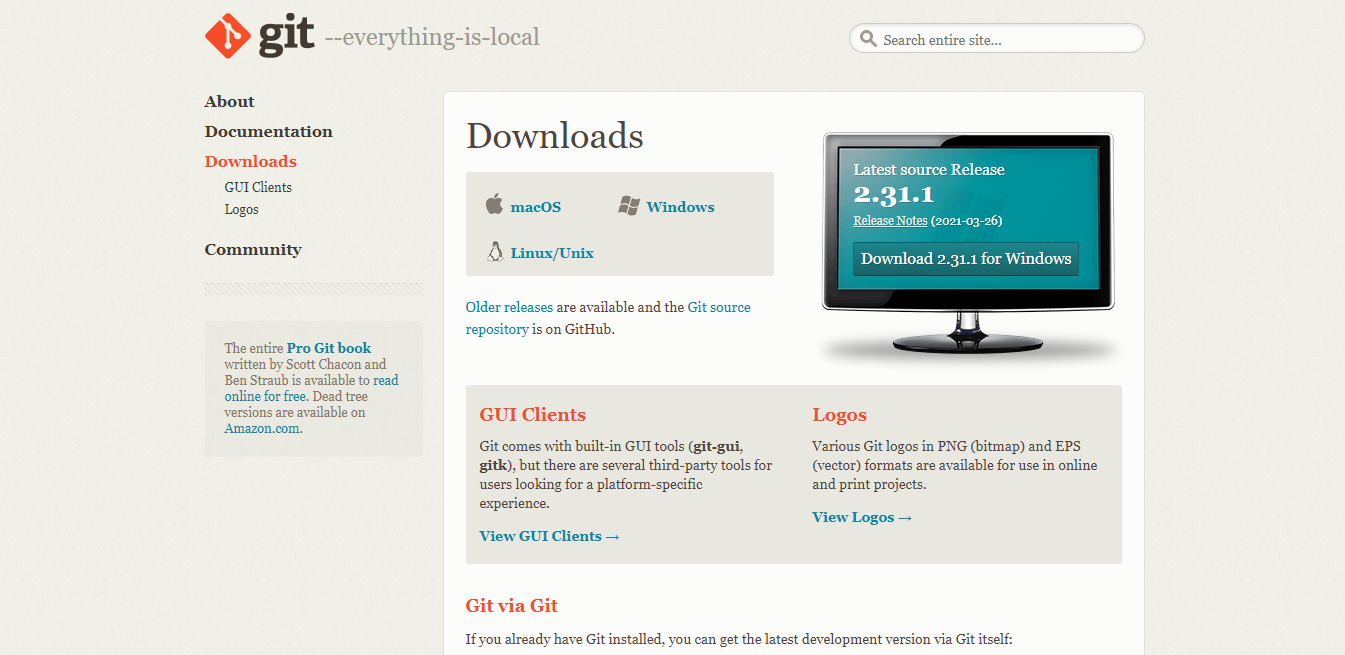 git --everything-is-local
Search entire site...
About
Documentation
Downloads
GUI Clients
Logos
Community
The entire Pro Git book
written by Scott Chacon and
Ben Straub is available to read
online for free. Dead tree
versions are available on
Amazon.com.
Downloads
macOS
Windows
Linux/Unix
Older releases are available and the Git source
repository is on GitHub.
Latest source Release
2.31.1
Release Notes (2021-03-26)
Download 2.31.1 for Windows
GUI Clients
Git comes with built-in GUI tools (git-gui,
gitk), but there are several third-party tools for
users looking for a platform-specific
experience.
View GUI Clients →
Logos
Various Git logos in PNG (bitmap) and EPS
(vector) formats are available for use in online
and print projects.
View Logos →
Git via Git
If you already have Git installed, you can get the latest development version via Git itself: